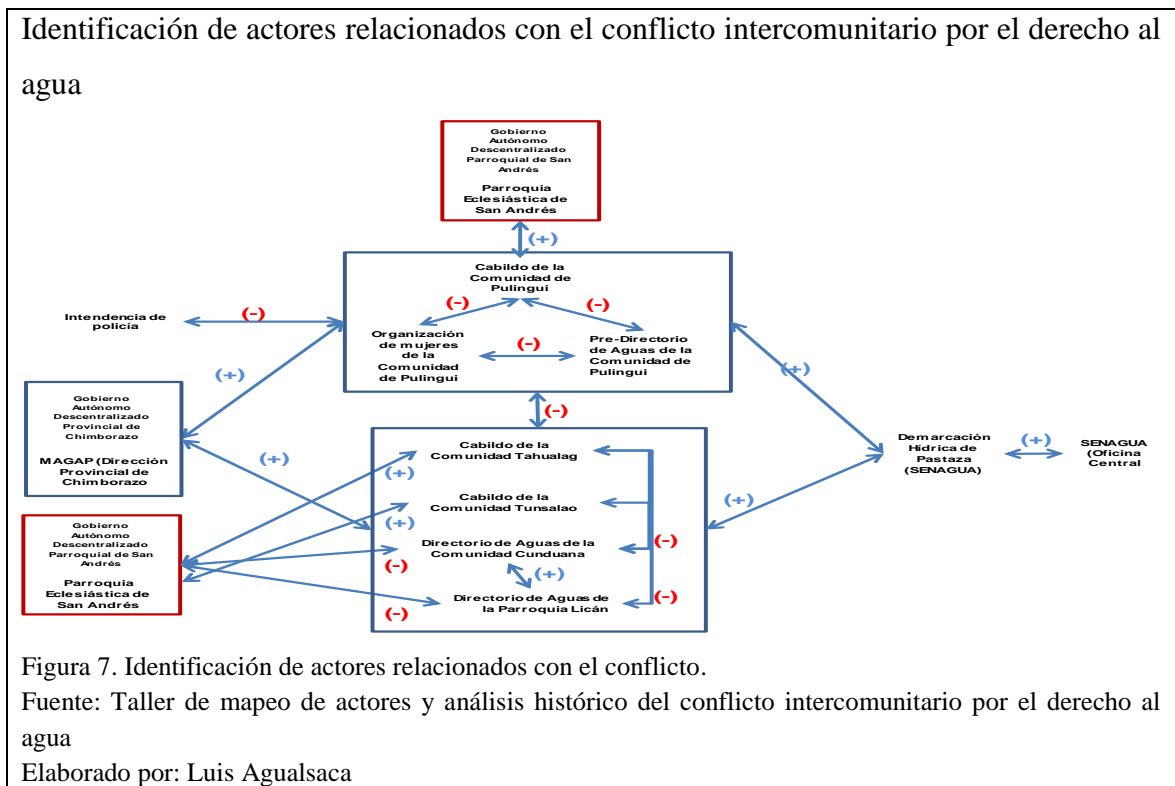 Identificación de actores relacionados con el conflicto intercomunitario por el derecho al
agua
Gobierno
Autónomo
Descentralizado
Parroquial de San
Andrés
Parroquia
Eclesiástica de
San Andrés
(+)
Cabildo de la
Comunidad de
Pulingui
(-)
(-)
Intendencia de
policía
(-)
Organización
de mujeres
de la
Comunidad
de Pulingui
(-)
Pre-Directorio
de Aguas de la
Comunidad de
Pulingui
(+)
(+)
Gobierno
Autónomo
Descentralizado
Provincial de
Chimborazo
MAGAP (Dirección
Provincial de
Chimborazo
(-)
(+)
Cabildo de la
Comunidad Tahualag
(+)
Demarcación
Hídrica de
Pastaza
(SENAGUA)
(+)
SENAGUA
(Oficina
Central
Cabildo de la
Comunidad Tunsalao
(+)
(+)
Gobierno
Autónomo
Descentralizado
Parroquial de San
Andrés
Parroquia
Eclesiástica de
San Andrés
Directorio de Aguas de la
Comunidad Cunduana
(-)
(-)
(+)
Directorio de Aguas de
la Parroquia Licán
(-)
(-)
Figura 7. Identificación de actores relacionados con el conflicto.
Fuente: Taller de mapeo de actores y análisis histórico del conflicto intercomunitario por el derecho al
agua
Elaborado por: Luis Agualsaca